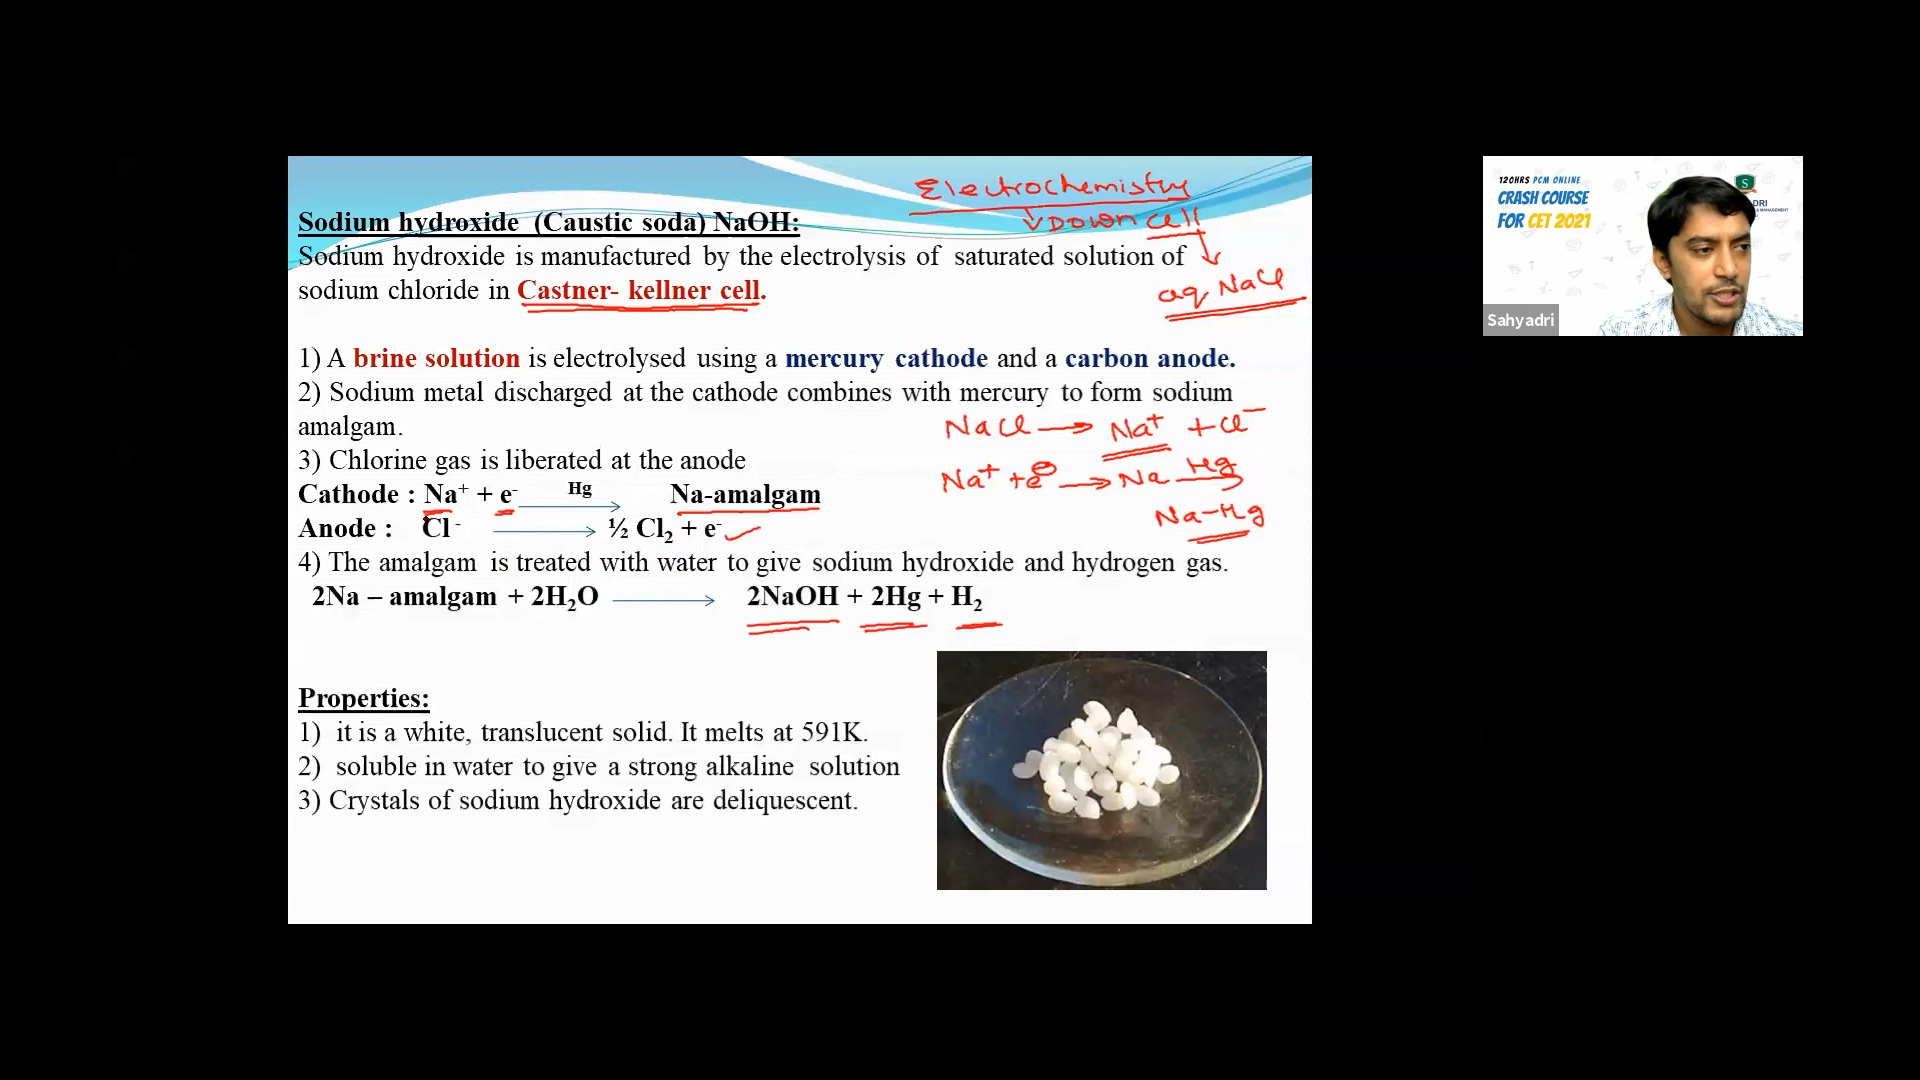 Electrochemistry
Down cell
aq NaCl
Sodium hydroxide (Caustic soda) NaOH:
Sodium hydroxide is manufactured by the electrolysis of saturated solution of
sodium chloride in Castner- kellner cell.
1) A brine solution is electrolysed using a mercury cathode and a carbon anode.
2) Sodium metal discharged at the cathode combines with mercury to form sodium
amalgam.
NaCl → Na⁺ + Cl⁻
3) Chlorine gas is liberated at the anode
Na⁺ + e⊖ → Na Hg →
Na-Hg
Cathode : Na⁺ + e⁻ Hg → Na-amalgam
Anode : Cl⁻ → ½ Cl₂ + e⁻
4) The amalgam is treated with water to give sodium hydroxide and hydrogen gas.
2Na – amalgam + 2H₂O → 2NaOH + 2Hg + H₂
Properties:
1) it is a white, translucent solid. It melts at 591K.
2) soluble in water to give a strong alkaline solution
3) Crystals of sodium hydroxide are deliquescent.
120HRS PCM ONLINE
CRASH COURSE
FOR CET 2021
S
DRI
MANAGEMENT
Sahyadri